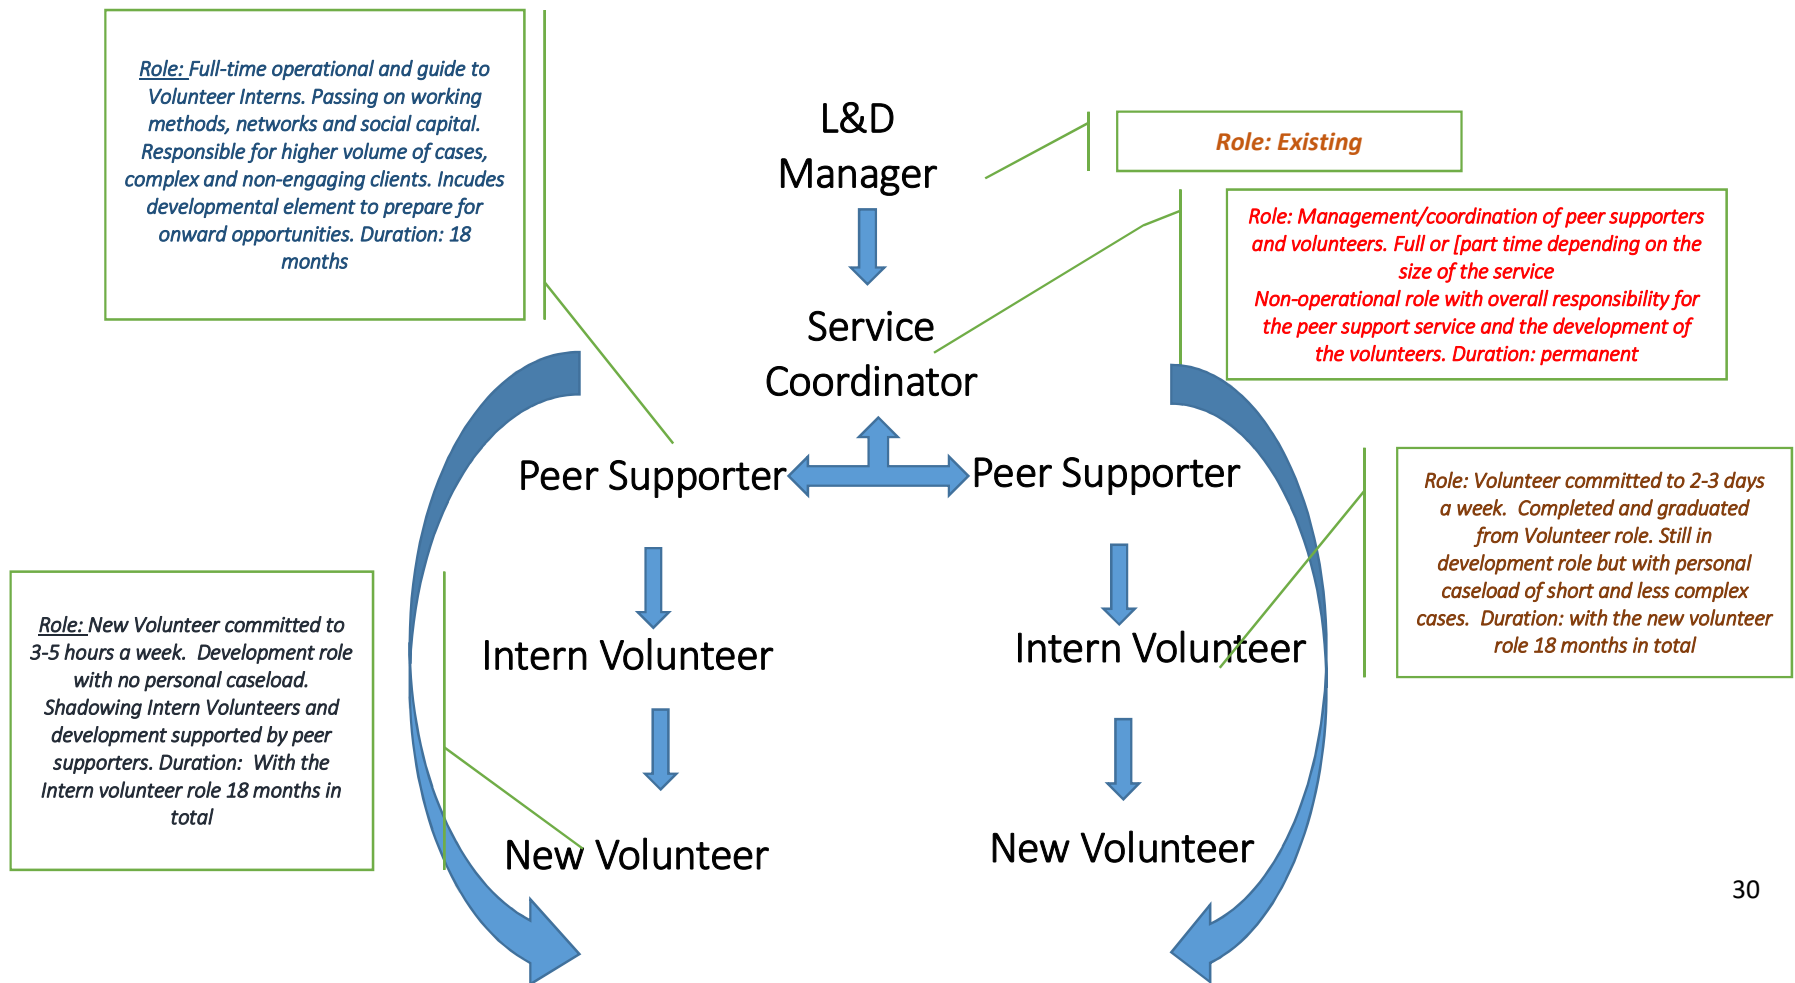 Role: Full-time operational and guide to
Volunteer Interns. Passing on working
methods, networks and social capital.
Responsible for higher volume of cases,
complex and non-engaging clients. Incudes
developmental element to prepare for
onward opportunities. Duration: 18
months
L&D
Manager
Role: Existing
Role: Management/coordination of peer supporters
and volunteers. Full or [part time depending on the
size of the service
Non-operational role with overall responsibility for
the peer support service and the development of
the volunteers. Duration: permanent
Service
Coordinator
Peer Supporter
Peer Supporter
Role: Volunteer committed to 2-3 days
a week. Completed and graduated
from Volunteer role. Still in
development role but with personal
caseload of short and less complex
cases. Duration: with the new volunteer
role 18 months in total
Role: New Volunteer committed to
3-5 hours a week. Development role
with no personal caseload.
Shadowing Intern Volunteers and
development supported by peer
supporters. Duration: With the
Intern volunteer role 18 months in
total
Intern Volunteer
Intern Volunteer
New Volunteer
New Volunteer
30